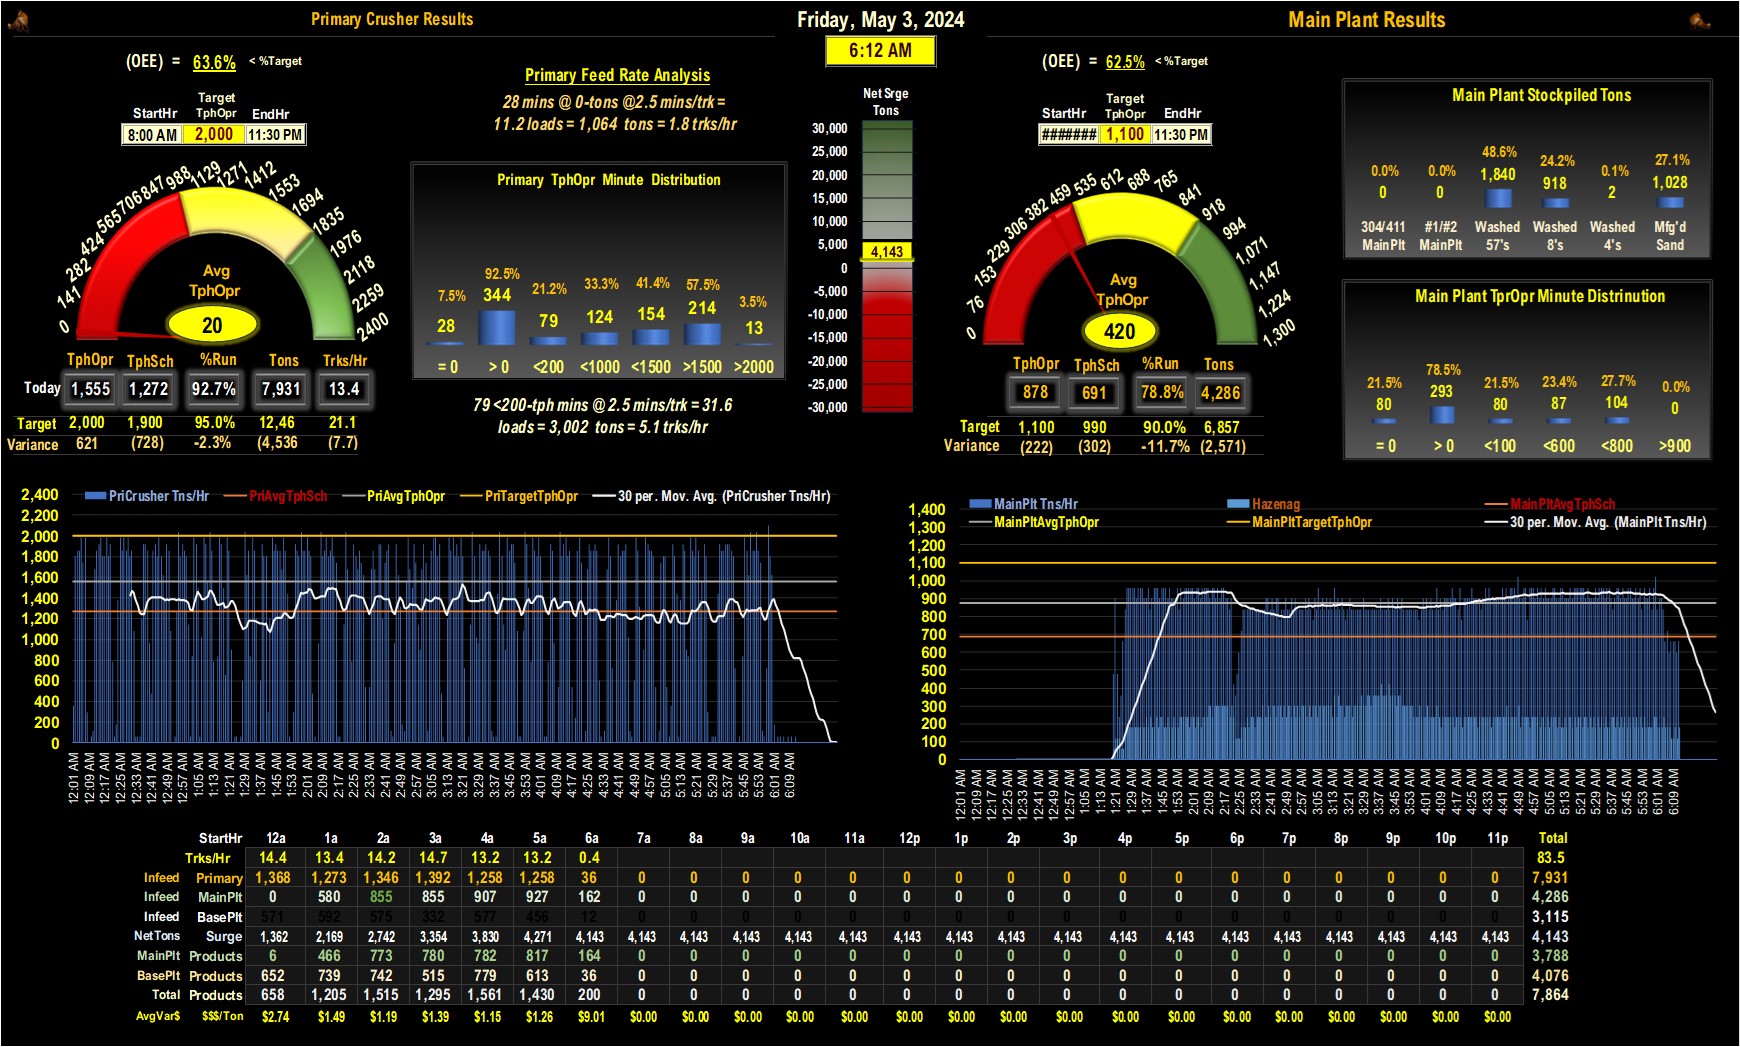 Primary Crusher Results
Friday, May 3, 2024
Main Plant Results
6:12 AM
(OEE) = 63.6% < %Target
StartHr Target TphOpr EndHr
8:00 AM 2,000 11:30 PM
0 141 282 424 565 706 847 988 1129 1271 1412 1553 1694 1835 1976 2118 2259 2400
Avg
TphOpr
20
TphOpr TphSch %Run Tons Trks/Hr
Today 1,555 1,272 92.7% 7,931 13.4
Target 2,000 1,900 95.0% 12,46 21.1
Variance 621 (728) -2.3% (4,536 (7.7)
Primary Feed Rate Analysis
28 mins @ 0-tons @2.5 mins/trk =
11.2 loads = 1,064 tons = 1.8 trks/hr
Primary TphOpr Minute Distribution
7.5% 92.5% 21.2% 33.3% 41.4% 57.5% 3.5%
28 344 79 124 154 214 13
= 0 > 0 <200 <1000 <1500 >1500 >2000
79 <200-tph mins @ 2.5 mins/trk = 31.6
loads = 3,002 tons = 5.1 trks/hr
Net Srge
Tons
30,000
25,000
20,000
15,000
10,000
5,000
4,143
0
-5,000
-10,000
-15,000
-20,000
-25,000
-30,000
(OEE) = 62.5% < %Target
StartHr Target TphOpr EndHr
####### 1,100 11:30 PM
0 76 153 229 306 382 459 535 612 688 765 841 918 994 1,071 1,147 1,224 1,300
Avg
TphOpr
420
TphOpr TphSch %Run Tons
878 691 78.8% 4,286
Target 1,100 990 90.0% 6,857
Variance (222) (302) -11.7% (2,571)
Main Plant Stockpiled Tons
0.0% 0.0% 48.6% 24.2% 0.1% 27.1%
0 0 1,840 918 2 1,028
304/411 #1/#2 Washed Washed Washed Mfg'd
MainPlt MainPlt 57's 8's 4's Sand
Main Plant TprOpr Minute Distrinution
21.5% 78.5% 21.5% 23.4% 27.7% 0.0%
80 293 80 87 104 0
= 0 > 0 <100 <600 <800 >900
PriCrusher Tns/Hr PriAvgTphSch PriAvgTphOpr PriTargetTphOpr 30 per. Mov. Avg. (PriCrusher Tns/Hr)
2,400
2,200
2,000
1,800
1,600
1,400
1,200
1,000
800
600
400
200
0
12:01 AM 12:09 AM 12:17 AM 12:25 AM 12:33 AM 12:41 AM 12:49 AM 12:57 AM 1:05 AM 1:13 AM 1:21 AM 1:29 AM 1:37 AM 1:45 AM 1:53 AM 2:01 AM 2:09 AM 2:17 AM 2:25 AM 2:33 AM 2:41 AM 2:49 AM 2:57 AM 3:05 AM 3:13 AM 3:21 AM 3:29 AM 3:37 AM 3:45 AM 3:53 AM 4:01 AM 4:09 AM 4:17 AM 4:25 AM 4:33 AM 4:41 AM 4:49 AM 4:57 AM 5:05 AM 5:13 AM 5:21 AM 5:29 AM 5:37 AM 5:45 AM 5:53 AM 6:01 AM 6:09 AM
MainPlt Tns/Hr Hazenag MainPltAvgTphSch
MainPltAvgTphOpr MainPltTargetTphOpr 30 per. Mov. Avg. (MainPlt Tns/Hr)
1,400
1,300
1,200
1,100
1,000
900
800
700
600
500
400
300
200
100
0
12:01 AM 12:09 AM 12:17 AM 12:25 AM 12:33 AM 12:41 AM 12:49 AM 12:57 AM 1:05 AM 1:13 AM 1:21 AM 1:29 AM 1:37 AM 1:45 AM 1:53 AM 2:01 AM 2:09 AM 2:17 AM 2:25 AM 2:33 AM 2:41 AM 2:49 AM 2:57 AM 3:05 AM 3:13 AM 3:21 AM 3:29 AM 3:37 AM 3:45 AM 3:53 AM 4:01 AM 4:09 AM 4:17 AM 4:25 AM 4:33 AM 4:41 AM 4:49 AM 4:57 AM 5:05 AM 5:13 AM 5:21 AM 5:29 AM 5:37 AM 5:45 AM 5:53 AM 6:01 AM 6:09 AM
StartHr 12a 1a 2a 3a 4a 5a 6a 7a 8a 9a 10a 11a 12p 1p 2p 3p 4p 5p 6p 7p 8p 9p 10p 11p Total
Trks/Hr 14.4 13.4 14.2 14.7 13.2 13.2 0.4 83.5
Infeed Primary 1,368 1,273 1,346 1,392 1,258 1,258 36 0 0 0 0 0 0 0 0 0 0 0 0 0 0 0 0 0 7,931
Infeed MainPlt 0 580 855 855 907 927 162 0 0 0 0 0 0 0 0 0 0 0 0 0 0 0 0 0 4,286
Infeed BasePlt 571 592 575 332 577 456 12 0 0 0 0 0 0 0 0 0 0 0 0 0 0 0 0 0 3,115
NetTons Surge 1,362 2,169 2,742 3,354 3,830 4,271 4,143 4,143 4,143 4,143 4,143 4,143 4,143 4,143 4,143 4,143 4,143 4,143 4,143 4,143 4,143 4,143 4,143 4,143 4,143
MainPlt Products 6 466 773 780 782 817 164 0 0 0 0 0 0 0 0 0 0 0 0 0 0 0 0 0 3,788
BasePlt Products 652 739 742 515 779 613 36 0 0 0 0 0 0 0 0 0 0 0 0 0 0 0 0 0 4,076
Total Products 658 1,205 1,515 1,295 1,561 1,430 200 0 0 0 0 0 0 0 0 0 0 0 0 0 0 0 0 0 7,864
AvgVar$ $$$/Ton $2.74 $1.49 $1.19 $1.39 $1.15 $1.26 $9.01 $0.00 $0.00 $0.00 $0.00 $0.00 $0.00 $0.00 $0.00 $0.00 $0.00 $0.00 $0.00 $0.00 $0.00 $0.00 $0.00 $0.00